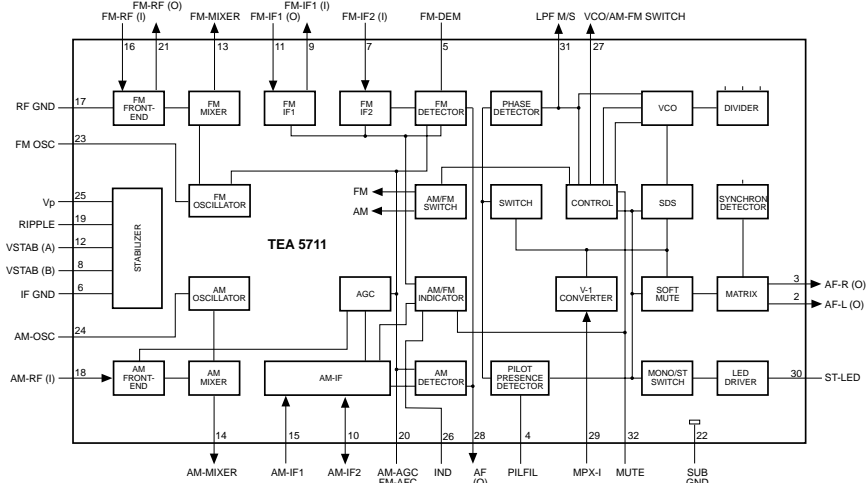 FM-RF (O)
FM-RF (I)
FM-MIXER
FM-IF1 (O)
FM-IF1 (I)
FM-IF2 (I)
FM-DEM
LPF M/S
VCO/AM-FM SWITCH
16
21
13
11
9
7
5
31
27
RF GND
17
FM FRONT-END
FM MIXER
FM IF1
FM IF2
FM DETECTOR
PHASE DETECTOR
VCO
DIVIDER
FM OSC
23
Vp
25
RIPPLE
19
VSTAB (A)
12
VSTAB (B)
8
IF GND
6
STABILIZER
FM OSCILLATOR
FM
AM
AM/FM SWITCH
SWITCH
CONTROL
SDS
SYNCHRON DETECTOR
TEA 5711
AM OSCILLATOR
AGC
AM/FM INDICATOR
V-1 CONVERTER
SOFT MUTE
MATRIX
3
AF-R (O)
2
AF-L (O)
AM-OSC
24
AM-RF (I)
18
AM FRONT-END
AM MIXER
AM-IF
AM DETECTOR
PILOT PRESENCE DETECTOR
MONO/ST SWITCH
LED DRIVER
30
ST-LED
14
15
10
20
26
28
4
29
32
22
AM-MIXER
AM-IF1
AM-IF2
AM-AGC
FM-AFC
IND
AF
(O)
PILFIL
MPX-I
MUTE
SUB
GND